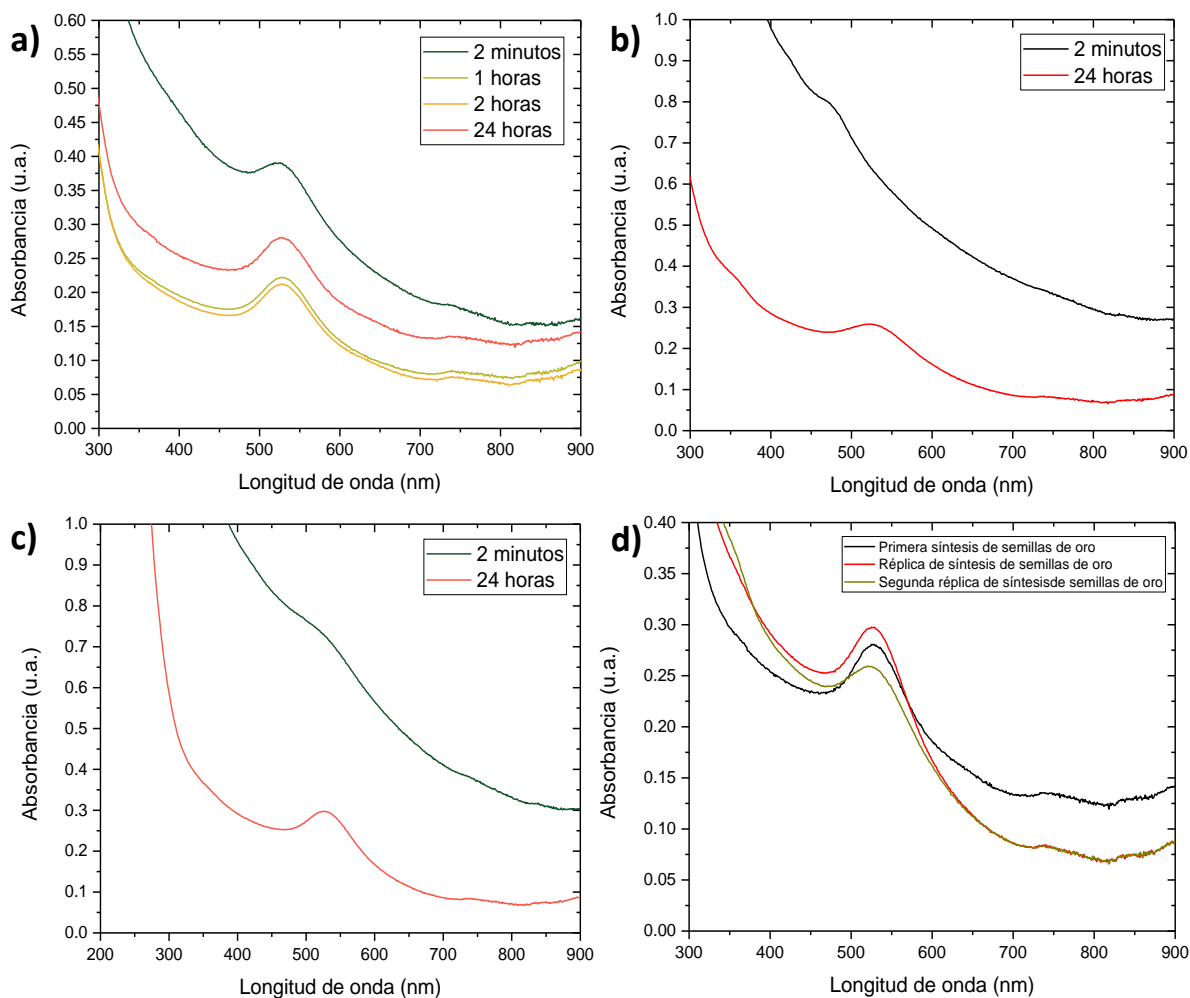 a)
2 minutos
1 horas
2 horas
24 horas
0.60
0.55
0.50
0.45
0.40
0.35
0.30
0.25
0.20
0.15
0.10
0.05
0.00
Absorbancia (u.a.)
300 400 500 600 700 800 900
Longitud de onda (nm)
b)
2 minutos
24 horas
1.0
0.9
0.8
0.7
0.6
0.5
0.4
0.3
0.2
0.1
0.0
Absorbancia (u.a.)
300 400 500 600 700 800 900
Longitud de onda (nm)
c)
2 minutos
24 horas
1.0
0.9
0.8
0.7
0.6
0.5
0.4
0.3
0.2
0.1
0.0
Absorbancia (u.a.)
200 300 400 500 600 700 800 900
Longitud de onda (nm)
d)
Primera síntesis de semillas de oro
Réplica de síntesis de semillas de oro
Segunda réplica de síntesisde semillas de oro
0.40
0.35
0.30
0.25
0.20
0.15
0.10
0.05
0.00
Absorbancia (u.a.)
300 400 500 600 700 800 900
Longitud de onda (nm)